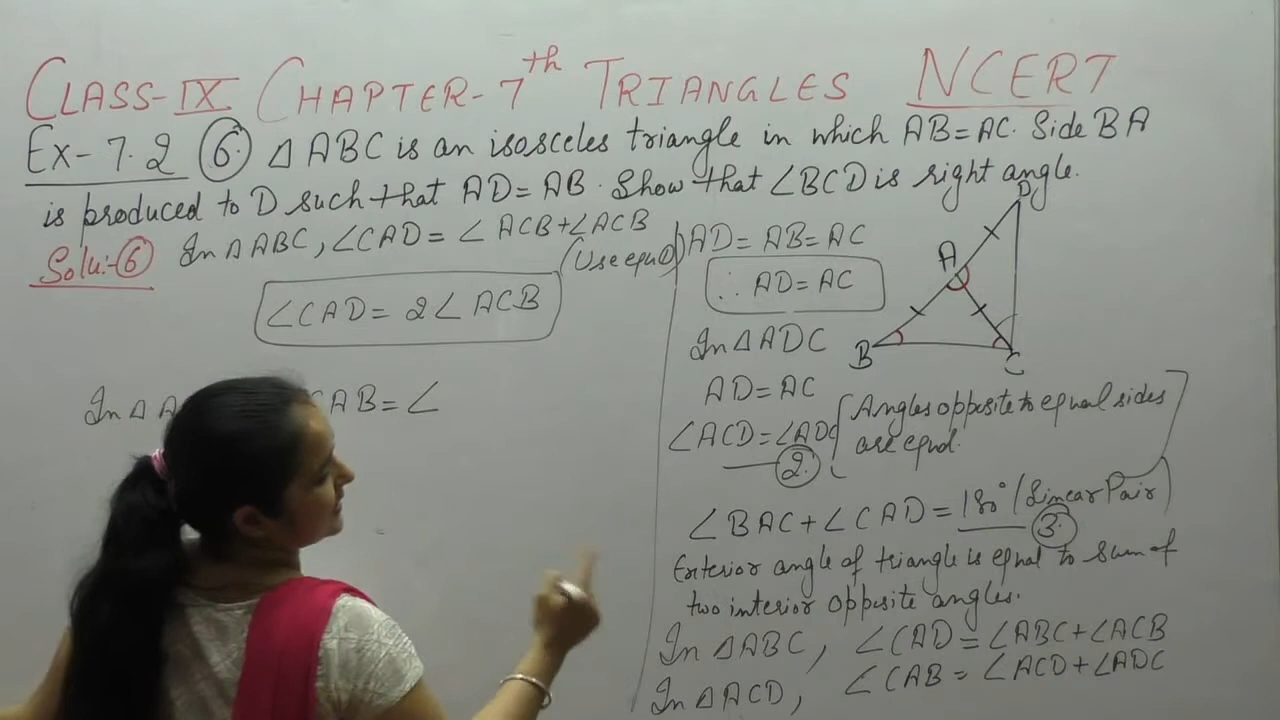 CLASS-IX CHAPTER-7th TRIANGLES NCERT
Ex-7.2 6. △ABC is an isosceles triangle in which AB=AC. Side BA
is produced to D such that AD=AB. Show that ∠BCD is right angle.
Solu:-6 In △ABC, ∠CAD=∠ACB+∠ACB
∠CAD=2∠ACB
In △A CAB=∠
AD=AB=AC
∴ AD=AC
In △ADC
AD=AC
∠ACD=∠ADC {Angles opposite to equal sides
are equal.
2.
∠BAC+∠CAD=180° (Linear Pair)
3.
Exterior angle of triangle is equal to sum of
two interior opposite angles.
In △ABC, ∠CAD=∠ABC+∠ACB
In △ACD, ∠CAB=∠ACD+∠ADC
D
A
B
C